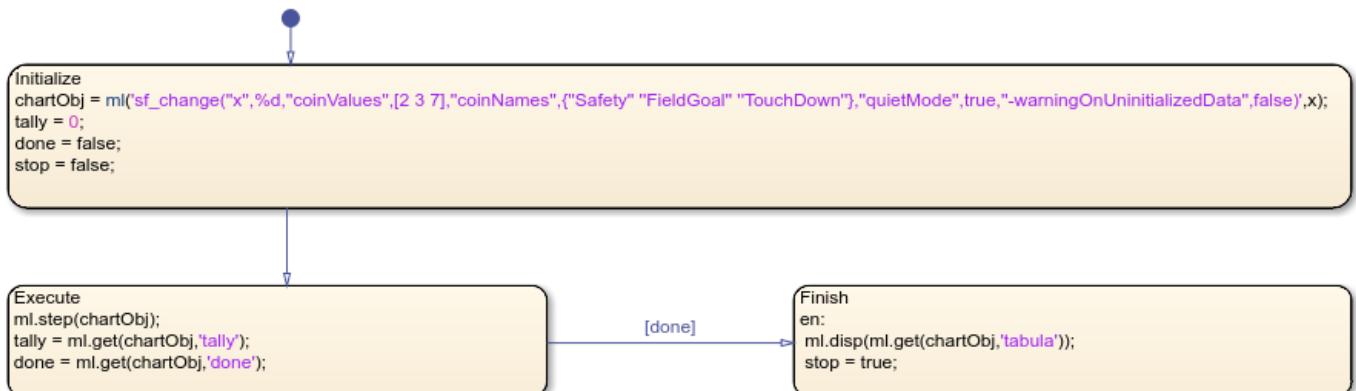 Initialize
chartObj = ml('sf_change("x",%d,"coinValues",[2 3 7],"coinNames",{"Safety" "FieldGoal" "TouchDown"},"quietMode",true,"-warningOnUninitializedData",false)',x);
tally = 0;
done = false;
stop = false;
Execute
ml.step(chartObj);
tally = ml.get(chartObj,'tally');
done = ml.get(chartObj,'done');
[done]
Finish
en:
ml.disp(ml.get(chartObj,'tabula'));
stop = true;